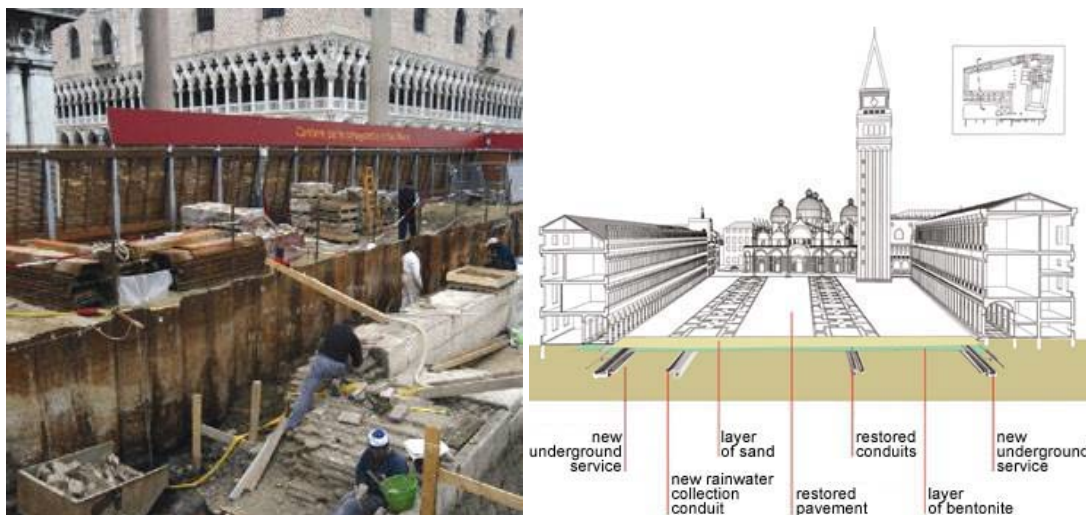 new
underground
service
new rainwater
collection
conduit
layer
of sand
restored
pavement
restored
conduits
layer
of bentonite
new
underground
service